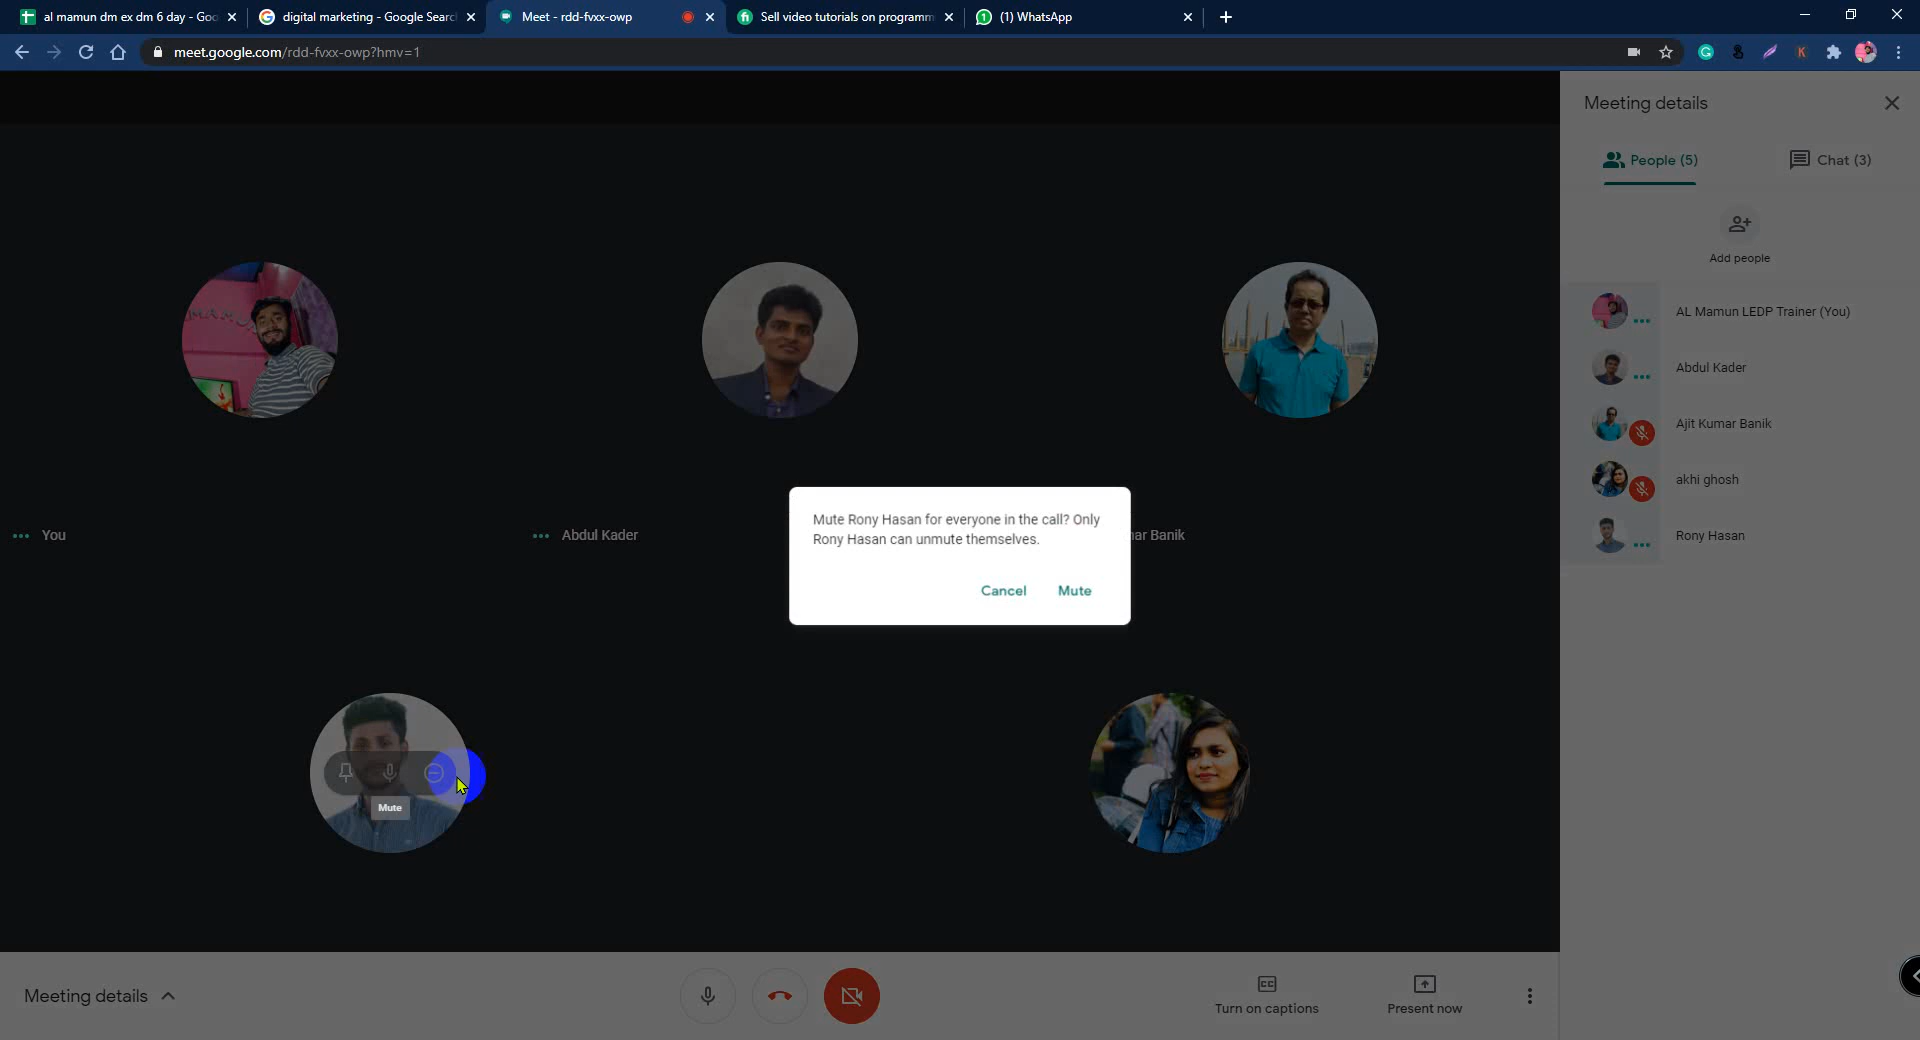 al mamun dm ex dm 6 day - Goo
digital marketing - Google Searc
Meet - rdd-fvxx-owp
Sell video tutorials on programm
(1) WhatsApp
meet.google.com/rdd-fvxx-owp?hmv=1
Meeting details
People (5)
Chat (3)
Add people
AL Mamun LEDP Trainer (You)
Abdul Kader
Ajit Kumar Banik
akhi ghosh
Rony Hasan
MAMU
You
Abdul Kader
nar Banik
Mute Rony Hasan for everyone in the call? Only
Rony Hasan can unmute themselves.
Cancel
Mute
Mute
Meeting details
CC
Turn on captions
Present now